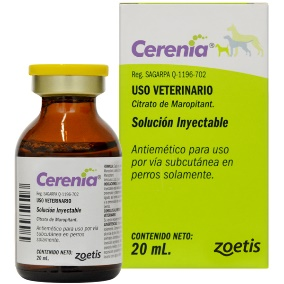 Cerenia®
Reg. SAGARPA Q-1196-702
USO VETERINARIO
Citrato de Maropitant.
Solución Inyectable
Antiemético para uso
por vía subcutánea en
perros solamente.
CONTENIDO NETO:
20 mL.
zoetis
Cerenia®
Reg. SAGARPA Q-1196-702
USO VETERINARIO
Solución Inyectable
Citrato de Maropitant.
Antiemético para uso
por vía subcutánea en
perros solamente.
CONTENIDO NETO:
20 mL.
zoetis